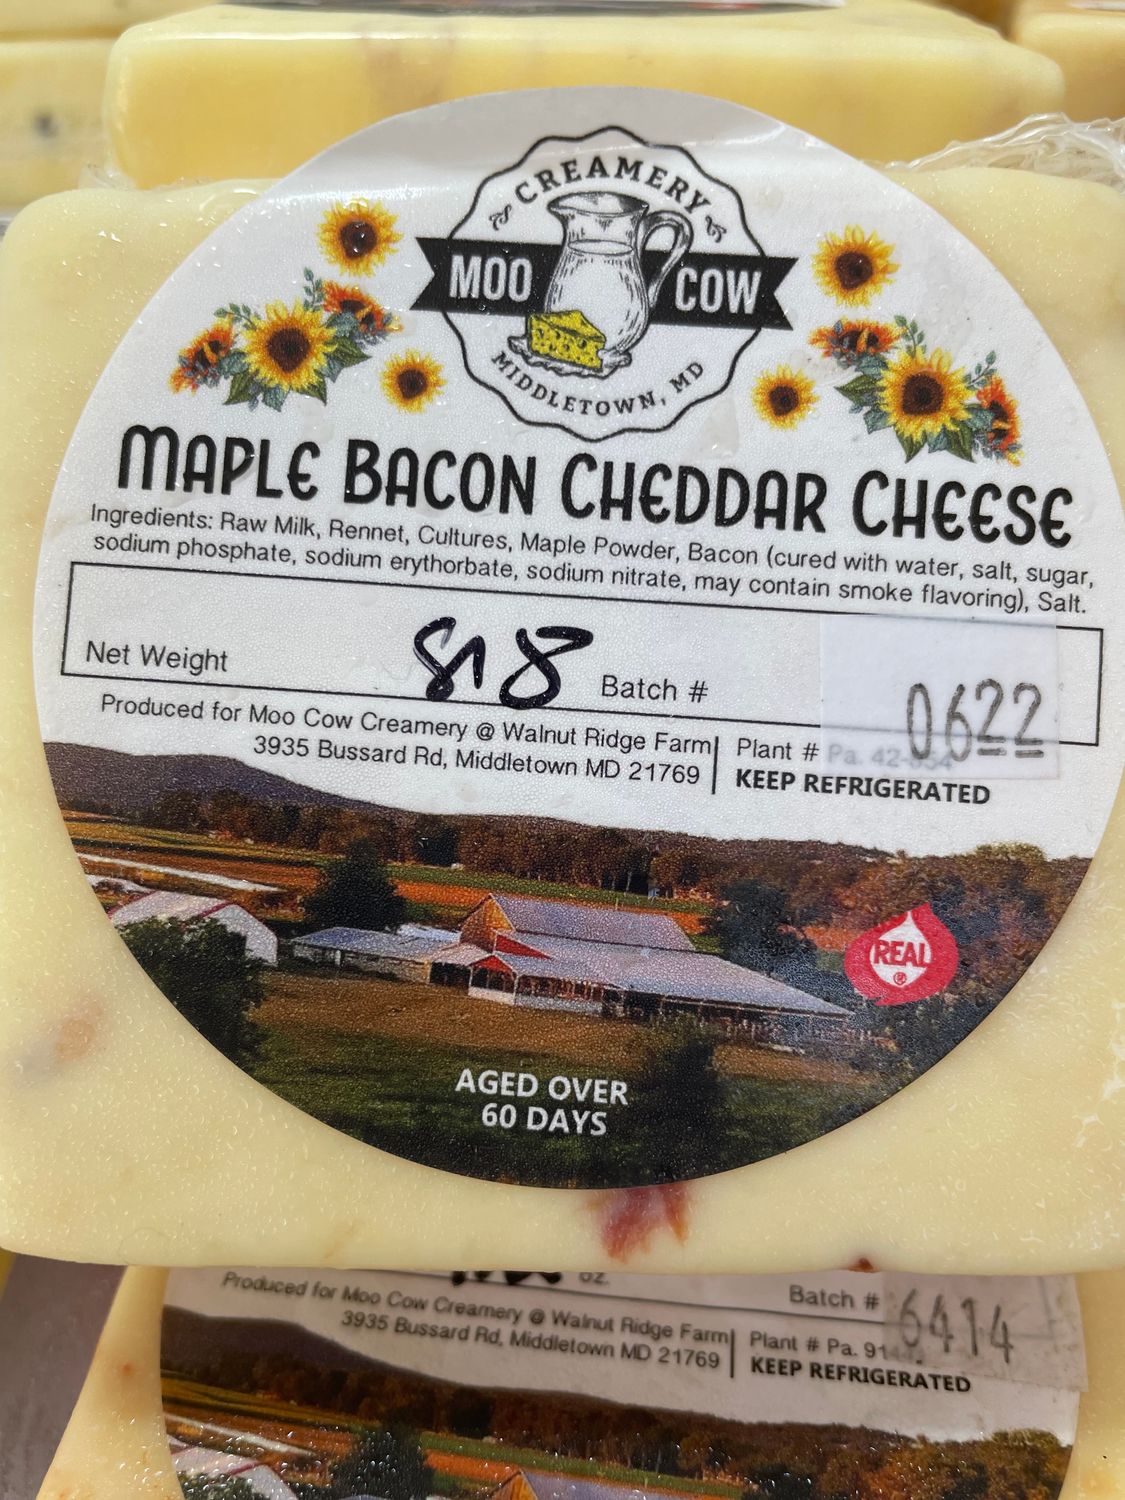 CREAMERY
MOO COW
MIDDLETOWN, MD
MAPLE BACON CHEDDAR CHEESE
Ingredients: Raw Milk, Rennet, Cultures, Maple Powder, Bacon (cured with water, salt, sugar,
sodium phosphate, sodium erythorbate, sodium nitrate, may contain smoke flavoring), Salt.
Net Weight Batch # 0622
Produced for Moo Cow Creamery @ Walnut Ridge Farm
3935 Bussard Rd, Middletown MD 21769
Plant # Pa. 42-
KEEP REFRIGERATED
REAL
®
AGED OVER
60 DAYS
oz.
Batch # 6414
Produced for Moo Cow Creamery @ Walnut Ridge Farm
3935 Bussard Rd, Middletown MD 21769
Plant # Pa. 91
KEEP REFRIGERATED